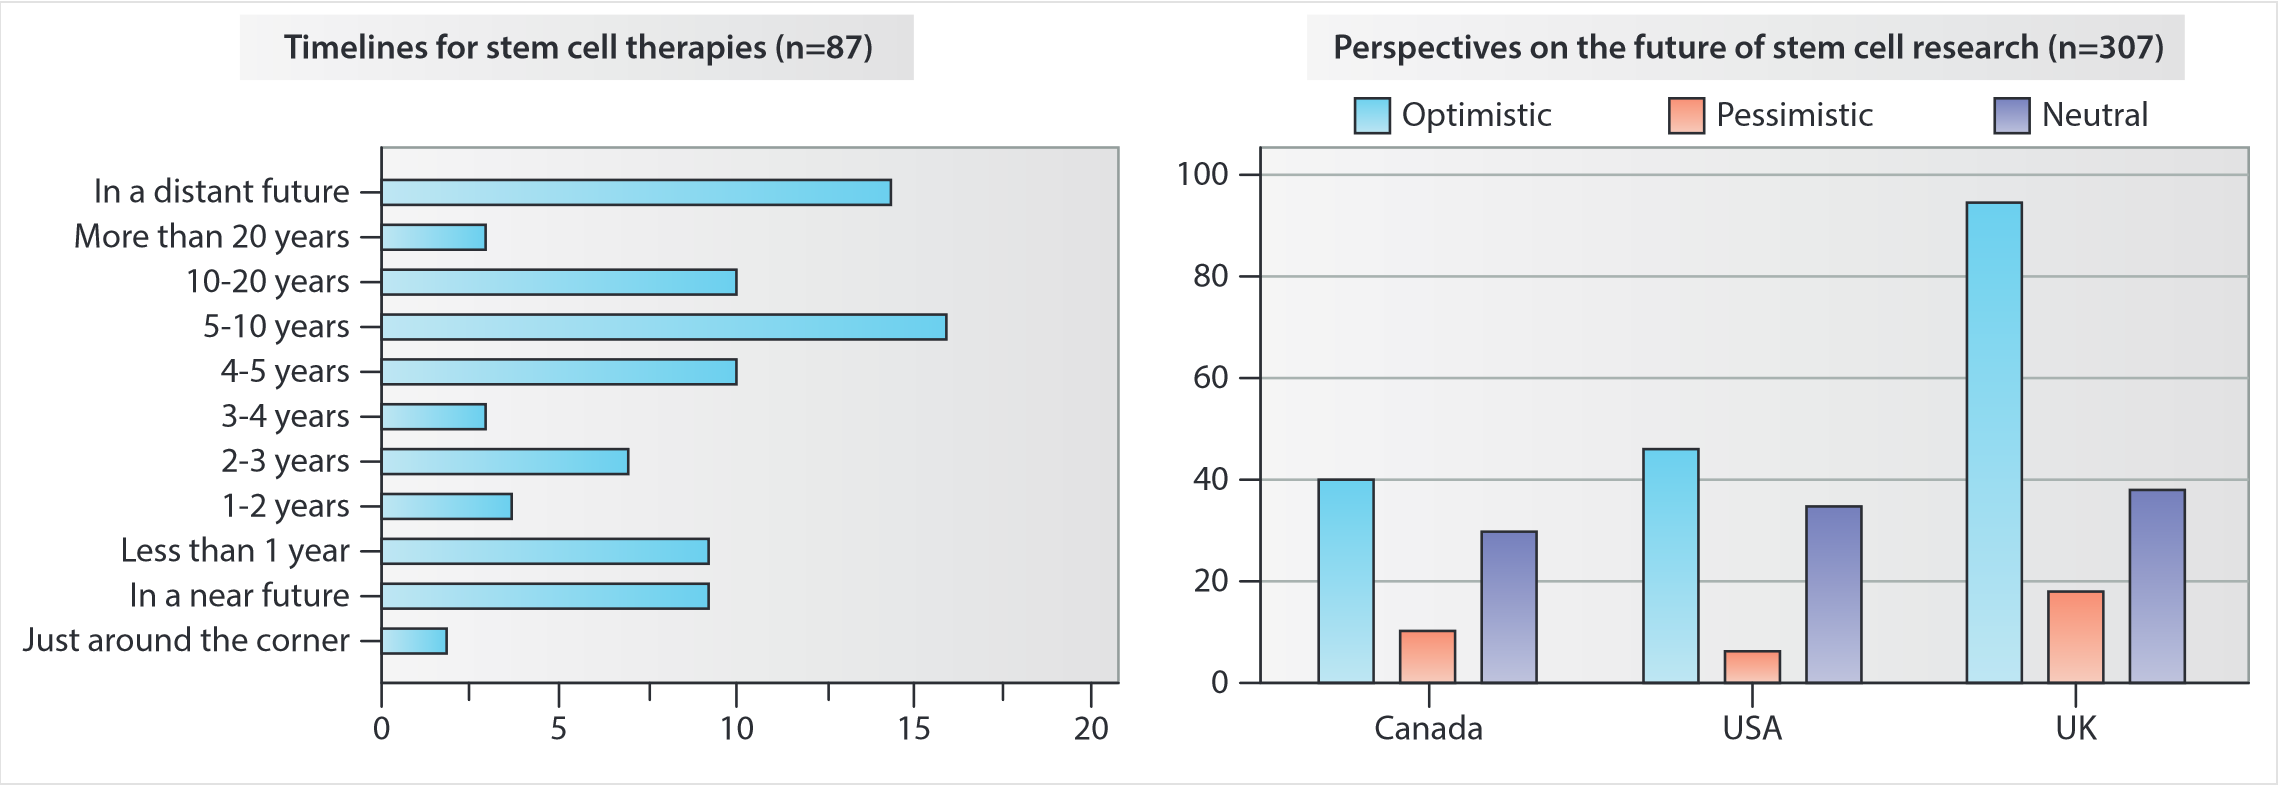 Timelines for stem cell therapies (n=87)
In a distant future
More than 20 years
10-20 years
5-10 years
4-5 years
3-4 years
2-3 years
1-2 years
Less than 1 year
In a near future
Just around the corner
0 5 10 15 20
Perspectives on the future of stem cell research (n=307)
Optimistic Pessimistic Neutral
100
80
60
40
20
0
Canada USA UK